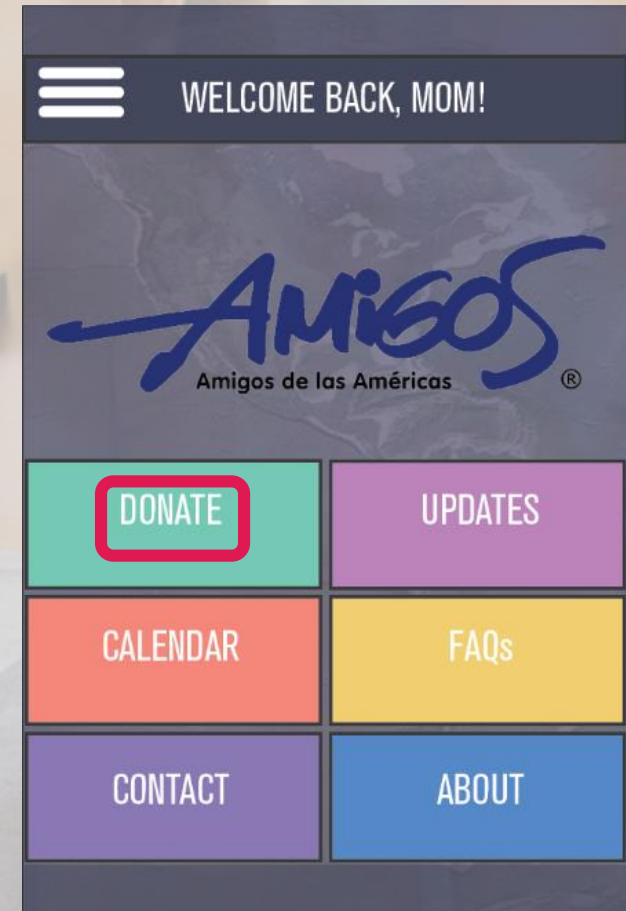 WELCOME BACK, MOM!
AMiGOS
Amigos de las Américas ®
DONATE
UPDATES
CALENDAR
FAQs
CONTACT
ABOUT